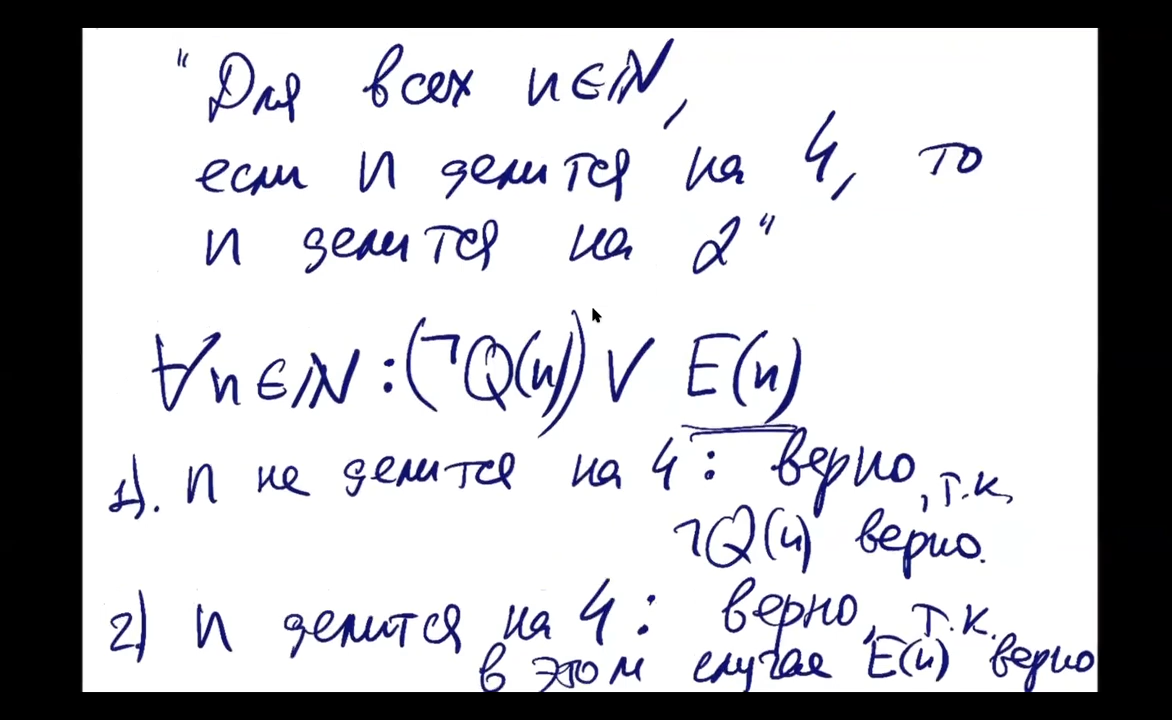 "Для всех n∈ℕ,
если n делится на 4, то
n делится на 2"
∀n∈ℕ:(¬Q(n))∨ E(n)
1). n не делится на 4: верно, т.к.
¬Q(n) верно.
2) n делится на 4: верно, т.к.
в этом случае E(n) верно